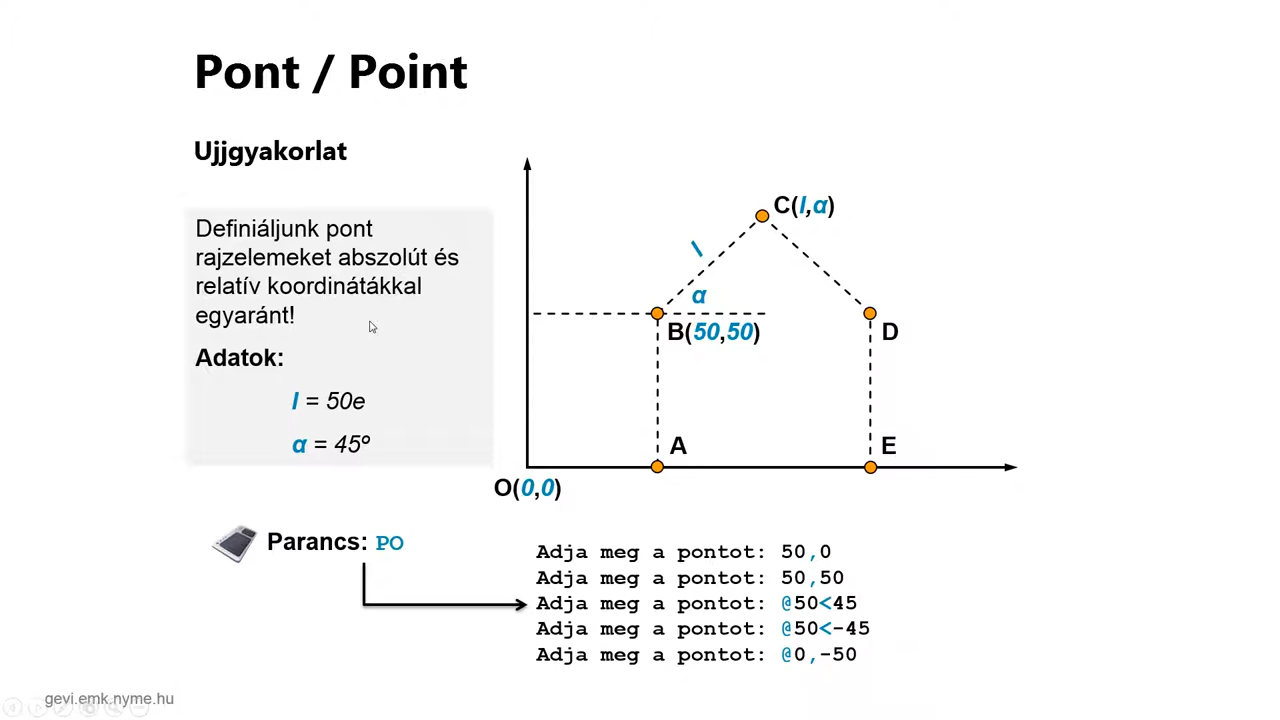 Pont / Point
Ujjgyakorlat
Definiáljunk pont
rajzelemeket abszolút és
relatív koordinátákkal
egyaránt!
Adatok:
l = 50e
α = 45º
C(l,α)
l
α
B(50,50)
D
A
E
O(0,0)
Parancs: PO
Adja meg a pontot: 50,0
Adja meg a pontot: 50,50
Adja meg a pontot: @50<45
Adja meg a pontot: @50<-45
Adja meg a pontot: @0,-50
gevi.emk.nyme.hu